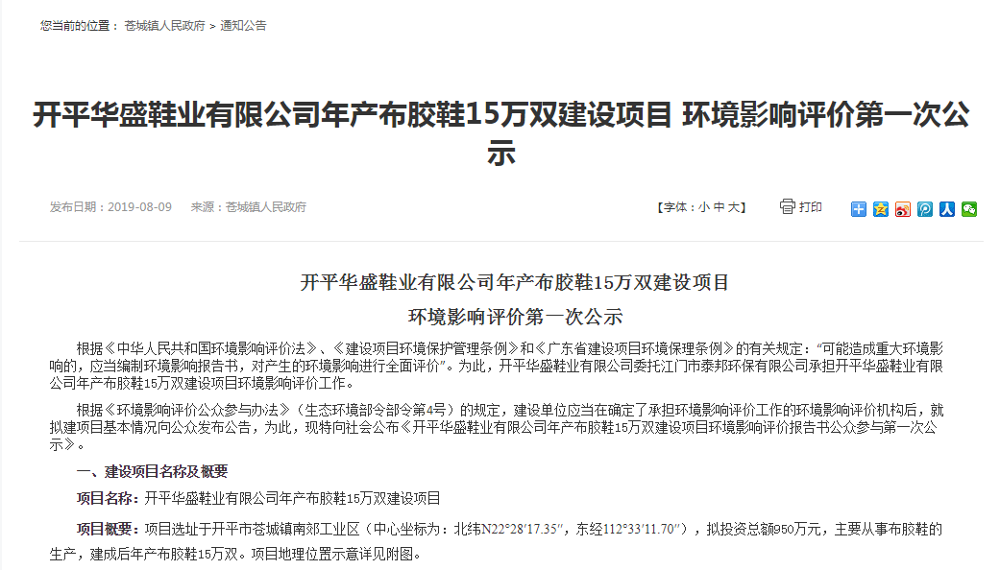 您当前的位置： 苍城镇人民政府 > 通知公告
开平华盛鞋业有限公司年产布胶鞋15万双建设项目 环境影响评价第一次公
示
发布日期：2019-08-09 来源：苍城镇人民政府 【字体：小 中 大】 打印
开平华盛鞋业有限公司年产布胶鞋15万双建设项目
环境影响评价第一次公示
根据《中华人民共和国环境影响评价法》、《建设项目环境保护管理条例》和《广东省建设项目环境保理条例》的有关规定：“可能造成重大环境影
响的，应当编制环境影响报告书，对产生的环境影响进行全面评价”。为此，开平华盛鞋业有限公司委托江门市泰邦环保有限公司承担开平华盛鞋业有限
公司年产布胶鞋15万双建设项目环境影响评价工作。
根据《环境影响评价公众参与办法》（生态环境部令部令第4号）的规定，建设单位应当在确定了承担环境影响评价工作的环境影响评价机构后，就
拟建项目基本情况向公众发布公告，为此，现特向社会公布《开平华盛鞋业有限公司年产布胶鞋15万双建设项目环境影响评价报告书公众参与第一次公
示》。
一、建设项目名称及概要
项目名称：开平华盛鞋业有限公司年产布胶鞋15万双建设项目
项目概要：项目选址于开平市苍城镇南郊工业区（中心坐标为：北纬N22°28′17.35″，东经112°33′11.70″），拟投资总额950万元，主要从事布胶鞋的
生产，建成后年产布胶鞋15万双。项目地理位置示意详见附图。